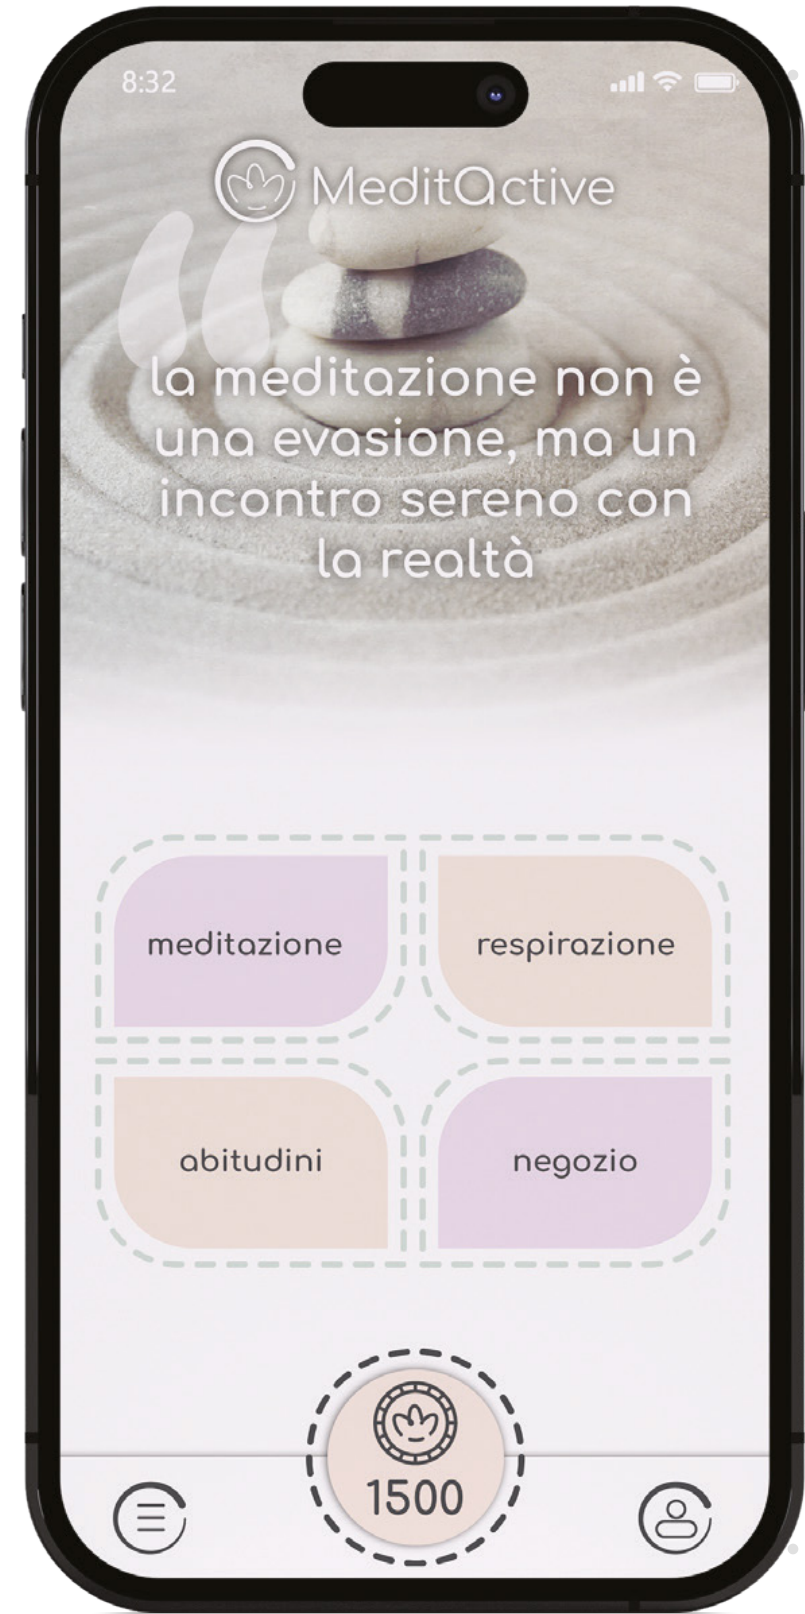 8:32
MeditActive
“
la meditazione non è
una evasione, ma un
incontro sereno con
la realtà
meditazione
respirazione
abitudini
negozio
1500